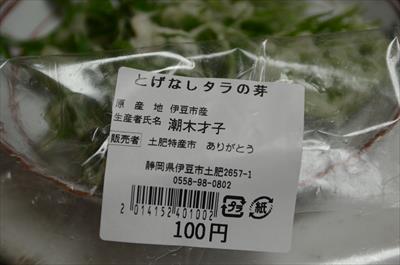 とげなしタラの芽
原産地 伊豆市産
生産者氏名 潮木才子
販売者 土肥特産市 ありがとう
静岡県伊豆市土肥2657-1
0558-98-0802
2 014152 401002
プラ 紙
100円